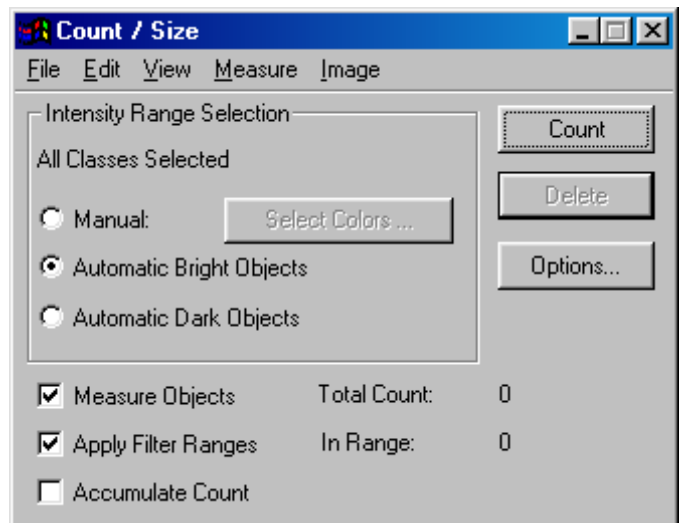 Count / Size
File Edit View Measure Image
Intensity Range Selection
Count
All Classes Selected
Delete
Manual: Select Colors ...
Automatic Bright Objects
Options...
Automatic Dark Objects
Measure Objects Total Count: 0
Apply Filter Ranges In Range: 0
Accumulate Count